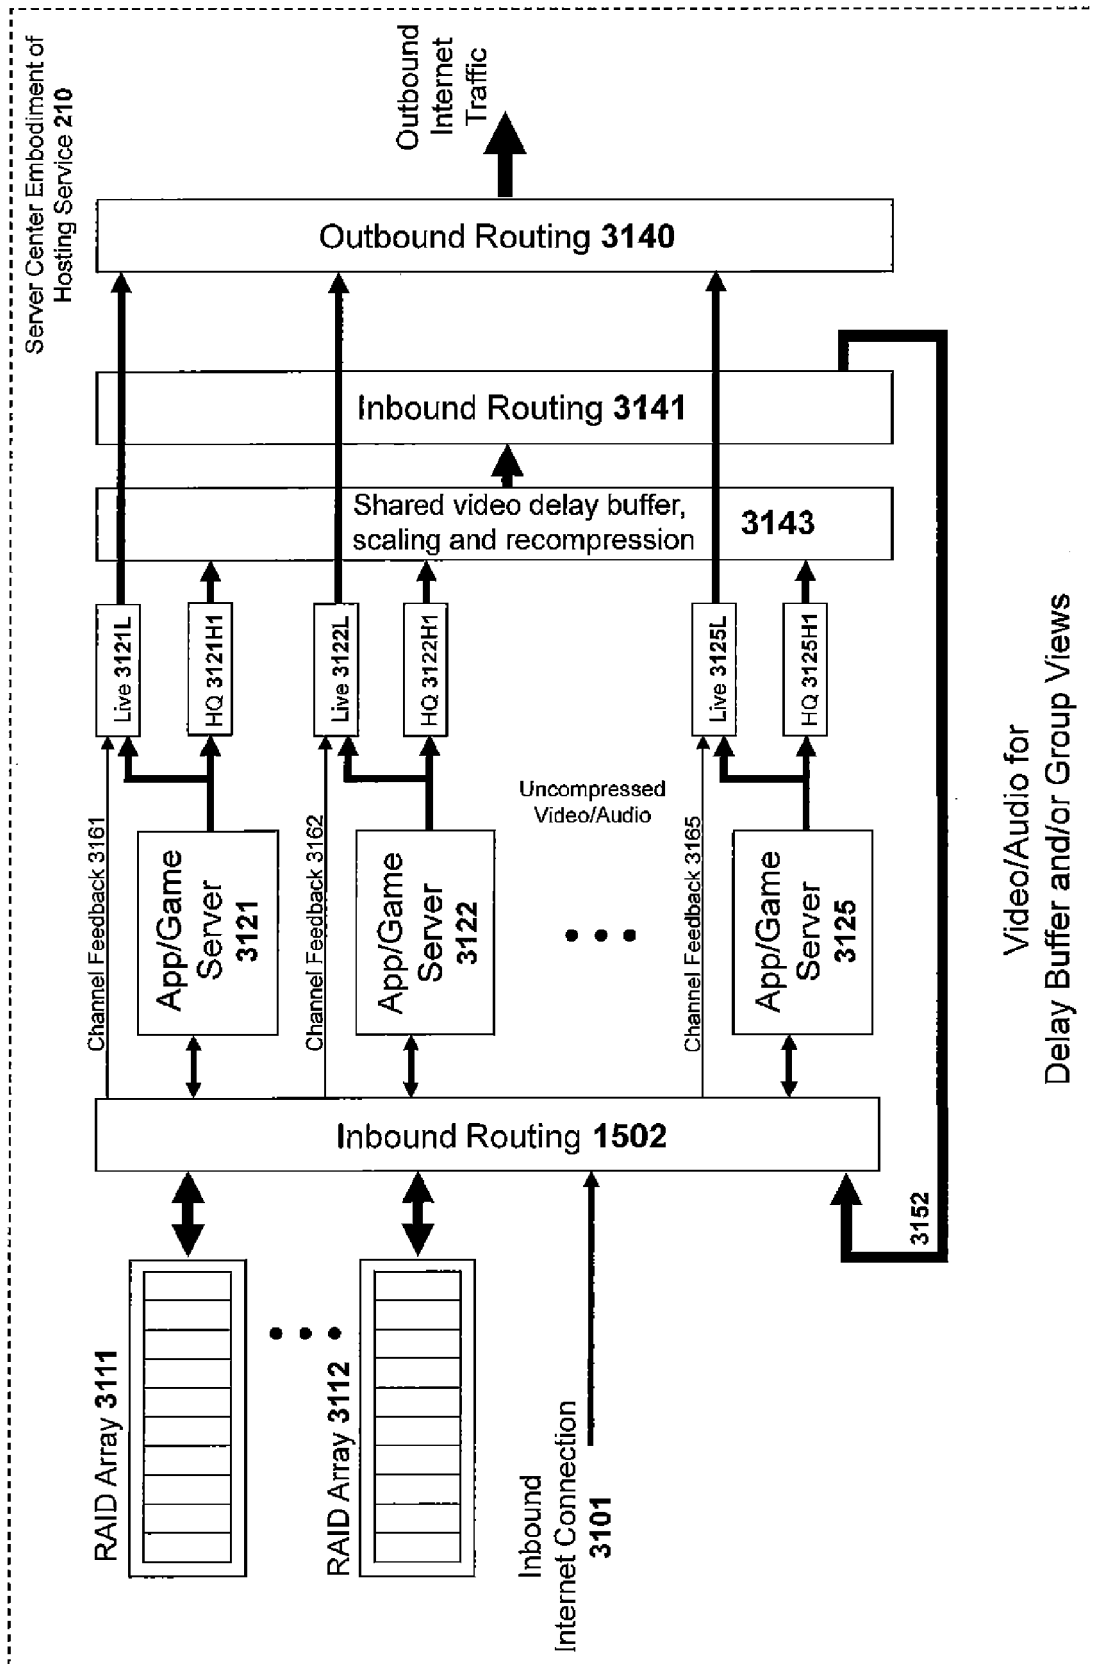 Server Center Embodiment of
Hosting Service 210
RAID Array 3111
RAID Array 3112
Inbound
Internet Connection
3101
Inbound Routing 1502
Channel Feedback 3161
App/Game
Server
3121
Channel Feedback 3162
App/Game
Server
3122
Uncompressed
Video/Audio
Channel Feedback 3165
App/Game
Server
3125
Live 3121L
HQ 3121H1
Live 3122L
HQ 3122H1
Live 3125L
HQ 3125H1
Shared video delay buffer,
scaling and recompression
3143
Inbound Routing 3141
Outbound Routing 3140
Outbound
Internet
Traffic
3152
Video/Audio for
Delay Buffer and/or Group Views